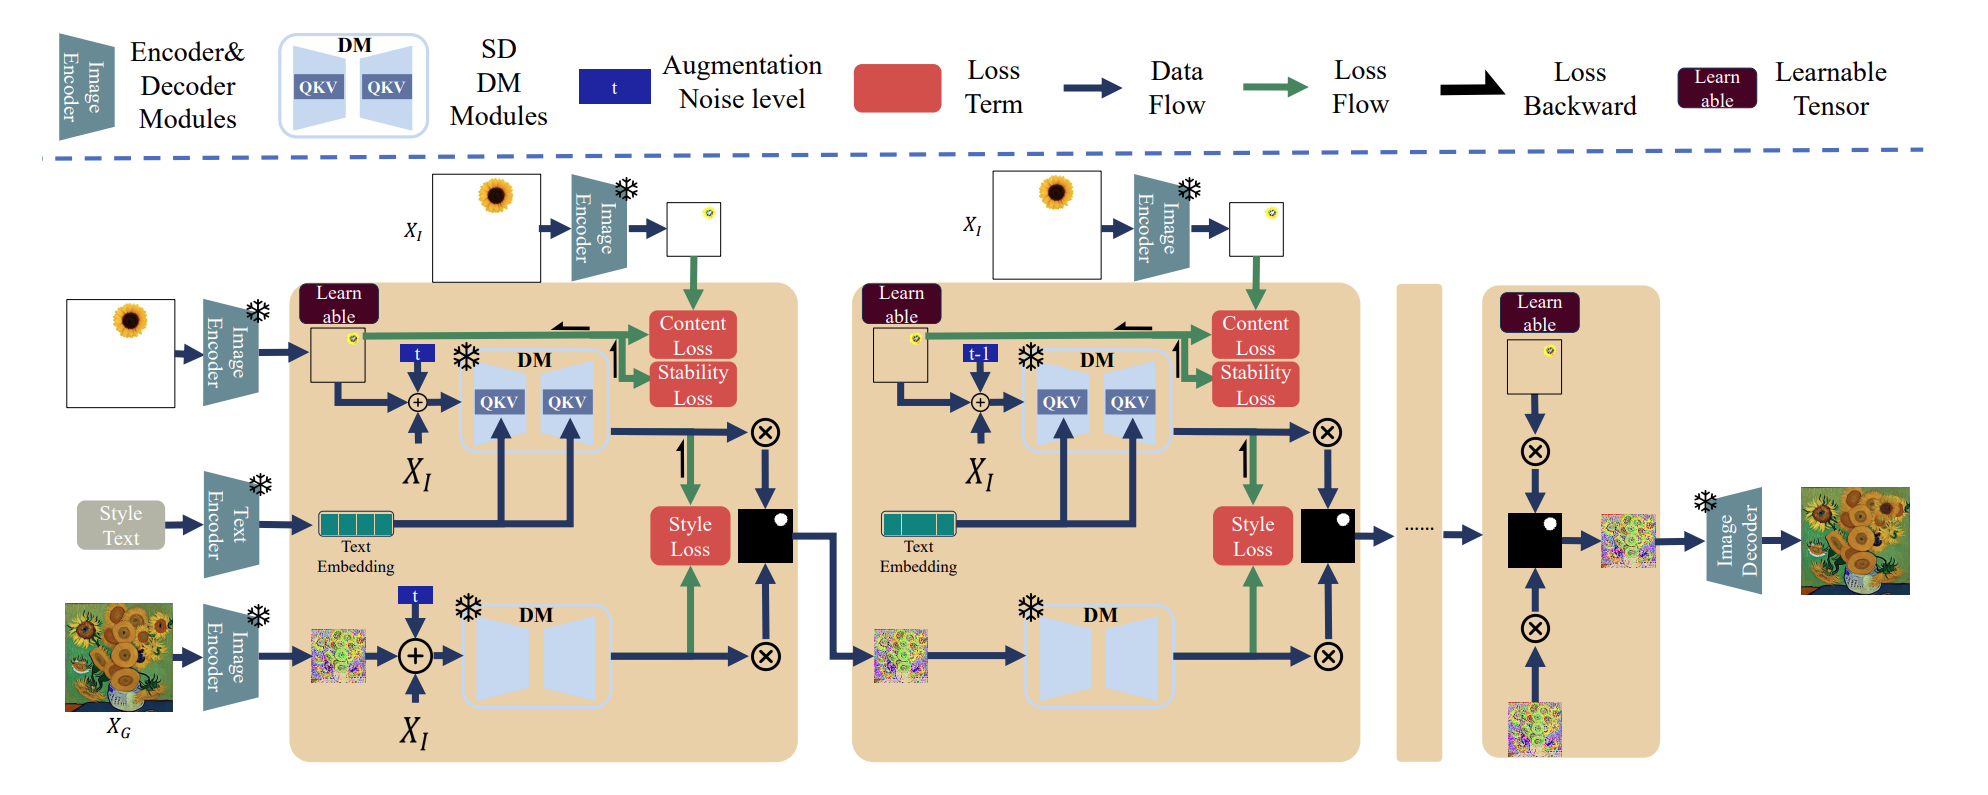 Image
Encoder
Encoder&
Decoder
Modules
DM
QKV
QKV
SD
DM
Modules
t
Augmentation
Noise level
Loss
Term
Data
Flow
Loss
Flow
Loss
Backward
Learn
able
Learnable
Tensor
X_I
Image
Encoder
X_I
Image
Encoder
Image
Encoder
Learn
able
t
X_I
DM
QKV
QKV
Content
Loss
Stability
Loss
Style
Text
Text
Encoder
Text
Embedding
Style
Loss
X_G
Image
Encoder
t
X_I
DM
Learn
able
t-1
X_I
DM
QKV
QKV
Content
Loss
Stability
Loss
Text
Embedding
Style
Loss
DM
......
Learn
able
Image
Decoder